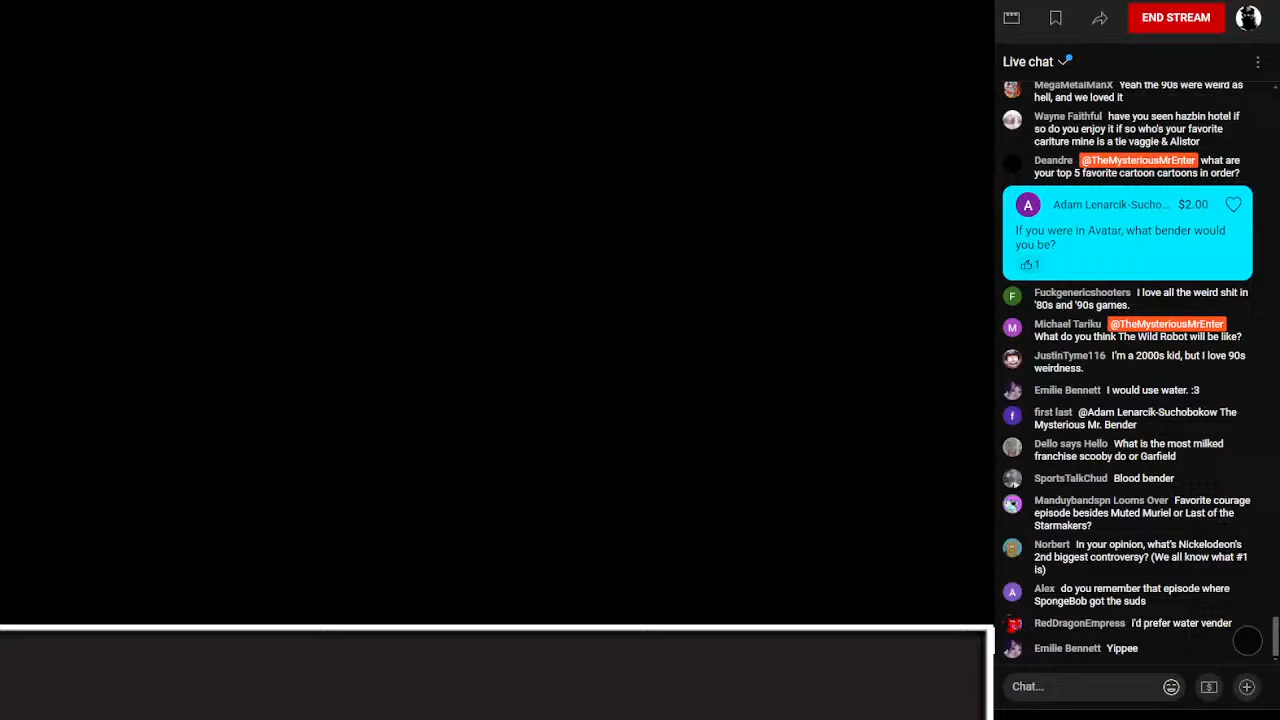 END STREAM
Live chat
MegaMetalManX Yeah the 90s were weird as
hell, and we loved it
Wayne Faithful have you seen hazbin hotel if
so do you enjoy it if so who's your favorite
cariture mine is a tie vaggie & Alistor
Deandre @TheMysteriousMrEnter what are
your top 5 favorite cartoon cartoons in order?
A Adam Lenarcik-Sucho... $2.00
If you were in Avatar, what bender would
you be?
1
F Fuckgenericshooters I love all the weird shit in
'80s and '90s games.
M Michael Tariku @TheMysteriousMrEnter
What do you think The Wild Robot will be like?
JustinTyme116 I'm a 2000s kid, but I love 90s
weirdness.
Emilie Bennett I would use water. :3
f first last @Adam Lenarcik-Suchobokow The
Mysterious Mr. Bender
Dello says Hello What is the most milked
franchise scooby do or Garfield
SportsTalkChud Blood bender
Manduybandspn Looms Over Favorite courage
episode besides Muted Muriel or Last of the
Starmakers?
Norbert In your opinion, what's Nickelodeon's
2nd biggest controversy? (We all know what #1
is)
A Alex do you remember that episode where
SpongeBob got the suds
RedDragonEmpress i'd prefer water vender
Emilie Bennett Yippee
Chat...